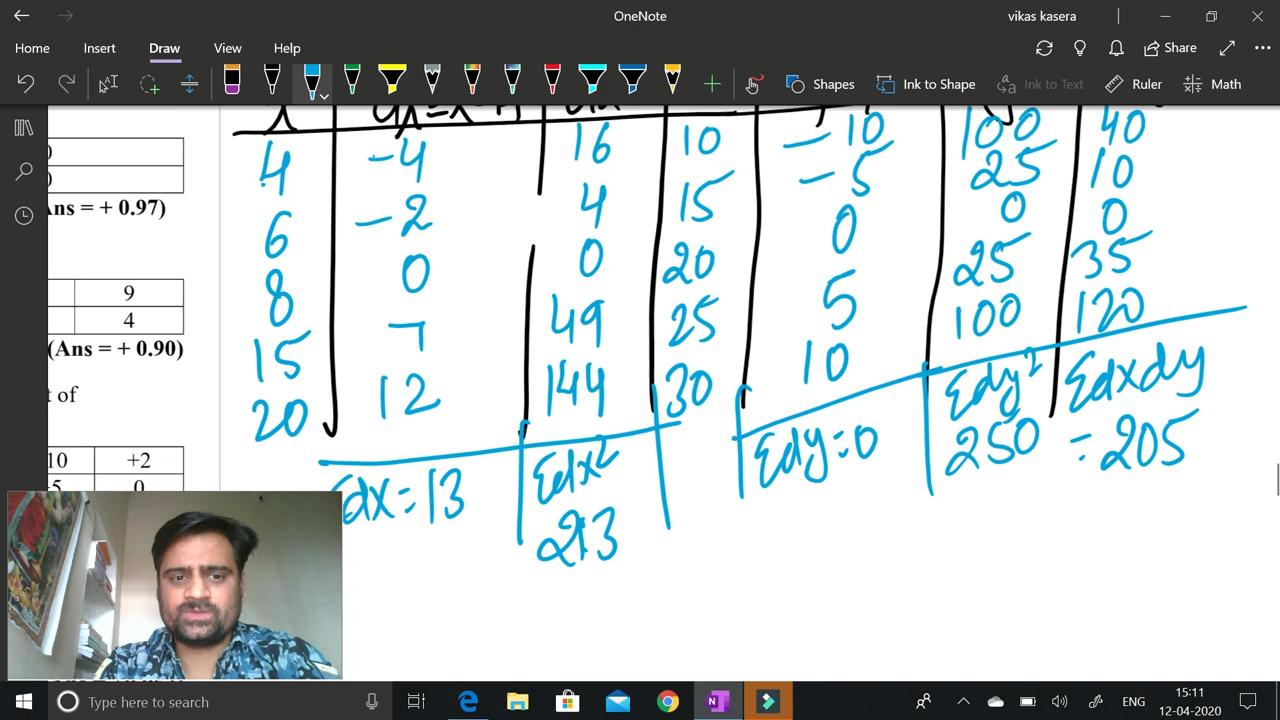 OneNote
vikas kasera
Home Insert Draw View Help
Share
Shapes Ink to Shape Ink to Text Ruler Math
x dx=x
4 -4 16 10 -10 100 40
6 -2 4 15 -5 25 10
8 0 0 20 0 0 0
15 7 49 25 5 25 35
20 12 144 30 10 100 120
Σdx=13 Σdx² 213 Σdy=0 Σdy² 250 Σdxdy = 205
Ans = + 0.97)
9
4
(Ans = + 0.90)
t of
10 +2
-5 0
Type here to search
ENG
15:11
12-04-2020